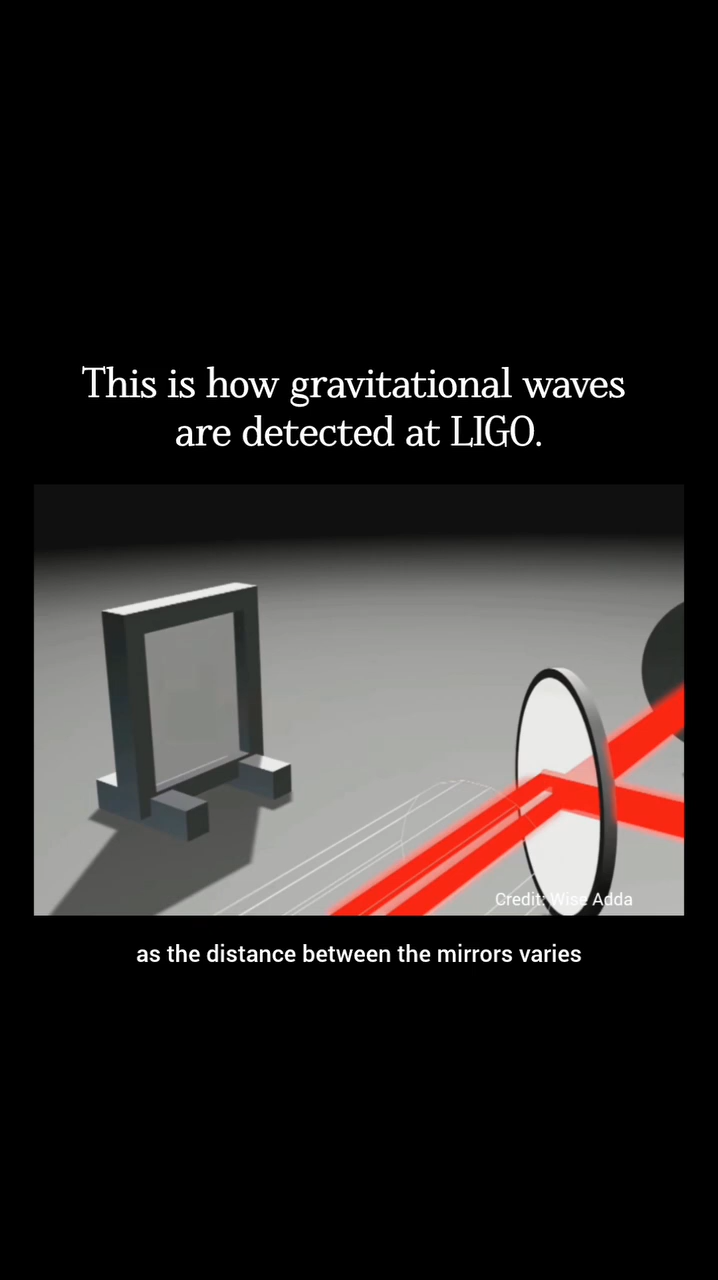 This is how gravitational waves
are detected at LIGO.
Credit: Wise Adda
as the distance between the mirrors varies